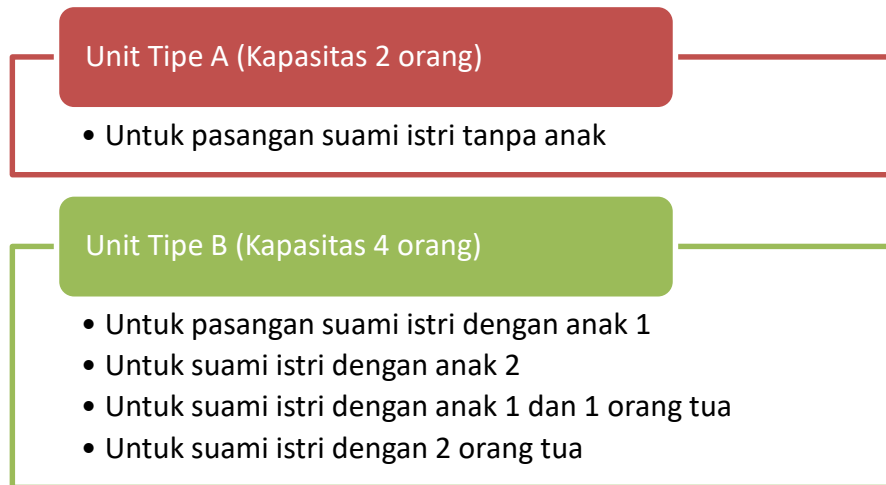 Unit Tipe A (Kapasitas 2 orang)
• Untuk pasangan suami istri tanpa anak
Unit Tipe B (Kapasitas 4 orang)
• Untuk pasangan suami istri dengan anak 1
• Untuk suami istri dengan anak 2
• Untuk suami istri dengan anak 1 dan 1 orang tua
• Untuk suami istri dengan 2 orang tua